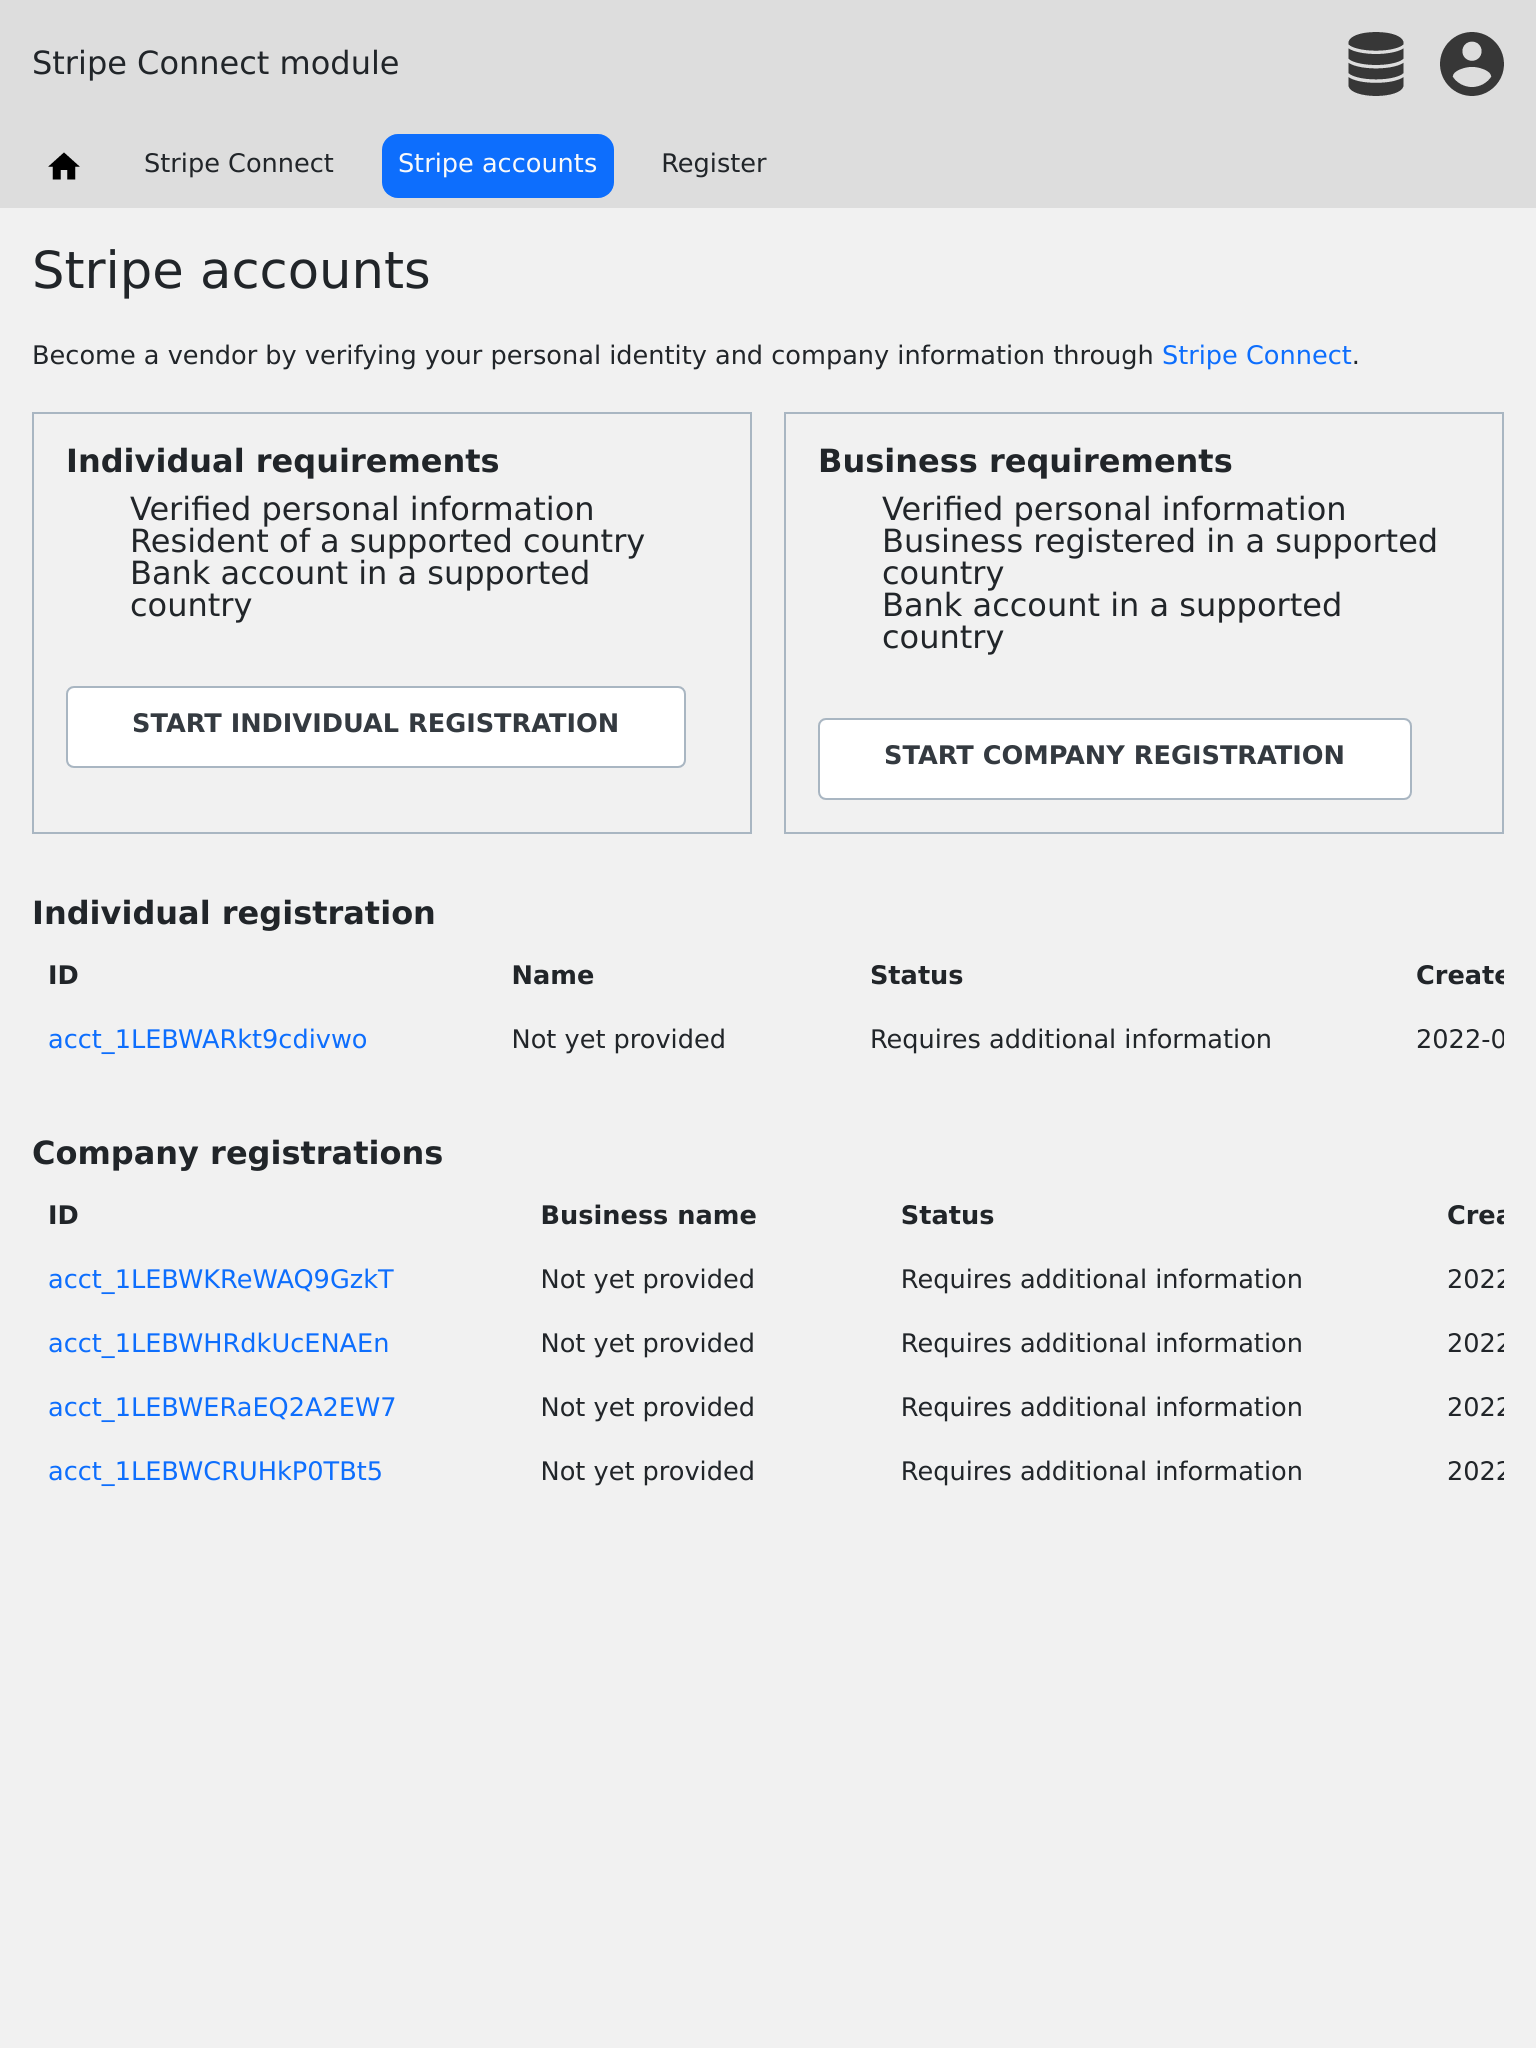 Stripe Connect module
Stripe Connect Stripe accounts Register
Stripe accounts
Become a vendor by verifying your personal identity and company information through Stripe Connect.
Individual requirements
Verified personal information
Resident of a supported country
Bank account in a supported
country
START INDIVIDUAL REGISTRATION
Business requirements
Verified personal information
Business registered in a supported
country
Bank account in a supported
country
START COMPANY REGISTRATION
Individual registration
ID Name Status Create
acct_1LEBWARkt9cdivwo Not yet provided Requires additional information 2022-0
Company registrations
ID Business name Status Crea
acct_1LEBWKReWAQ9GzkT Not yet provided Requires additional information 2022
acct_1LEBWHRdkUcENAEn Not yet provided Requires additional information 2022
acct_1LEBWERaEQ2A2EW7 Not yet provided Requires additional information 2022
acct_1LEBWCRUHkP0TBt5 Not yet provided Requires additional information 2022